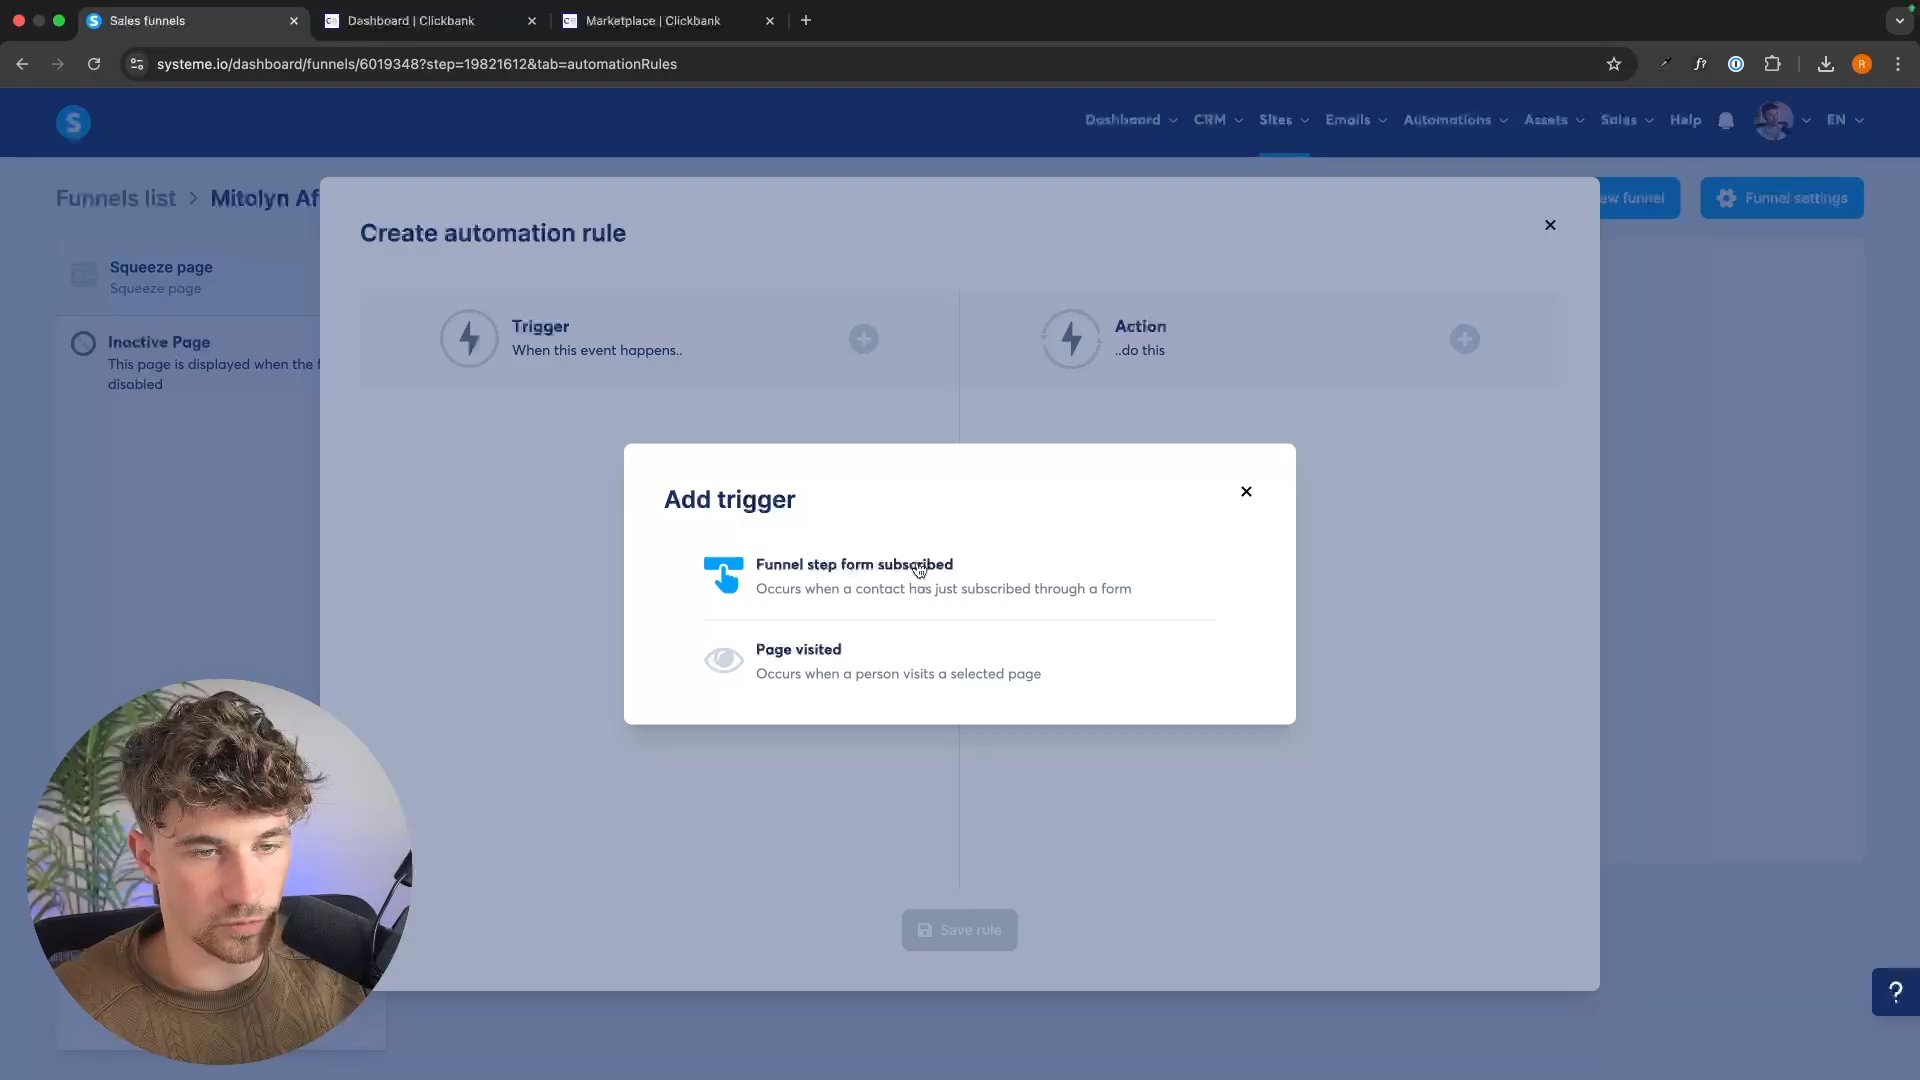 Sales funnels
Dashboard | Clickbank
Marketplace | Clickbank
systeme.io/dashboard/funnels/6019348?step=19821612&tab=automationRules
f?
R
S
Dashboard
CRM
Sites
Emails
Automations
Assets
Sales
Help
EN
Funnels list > Mitolyn Af
ew funnel
Funnel settings
Create automation rule
Squeeze page
Squeeze page
Inactive Page
This page is displayed when the f
disabled
Trigger
When this event happens..
Action
..do this
Add trigger
Funnel step form subscribed
Occurs when a contact has just subscribed through a form
Page visited
Occurs when a person visits a selected page
Save rule
?